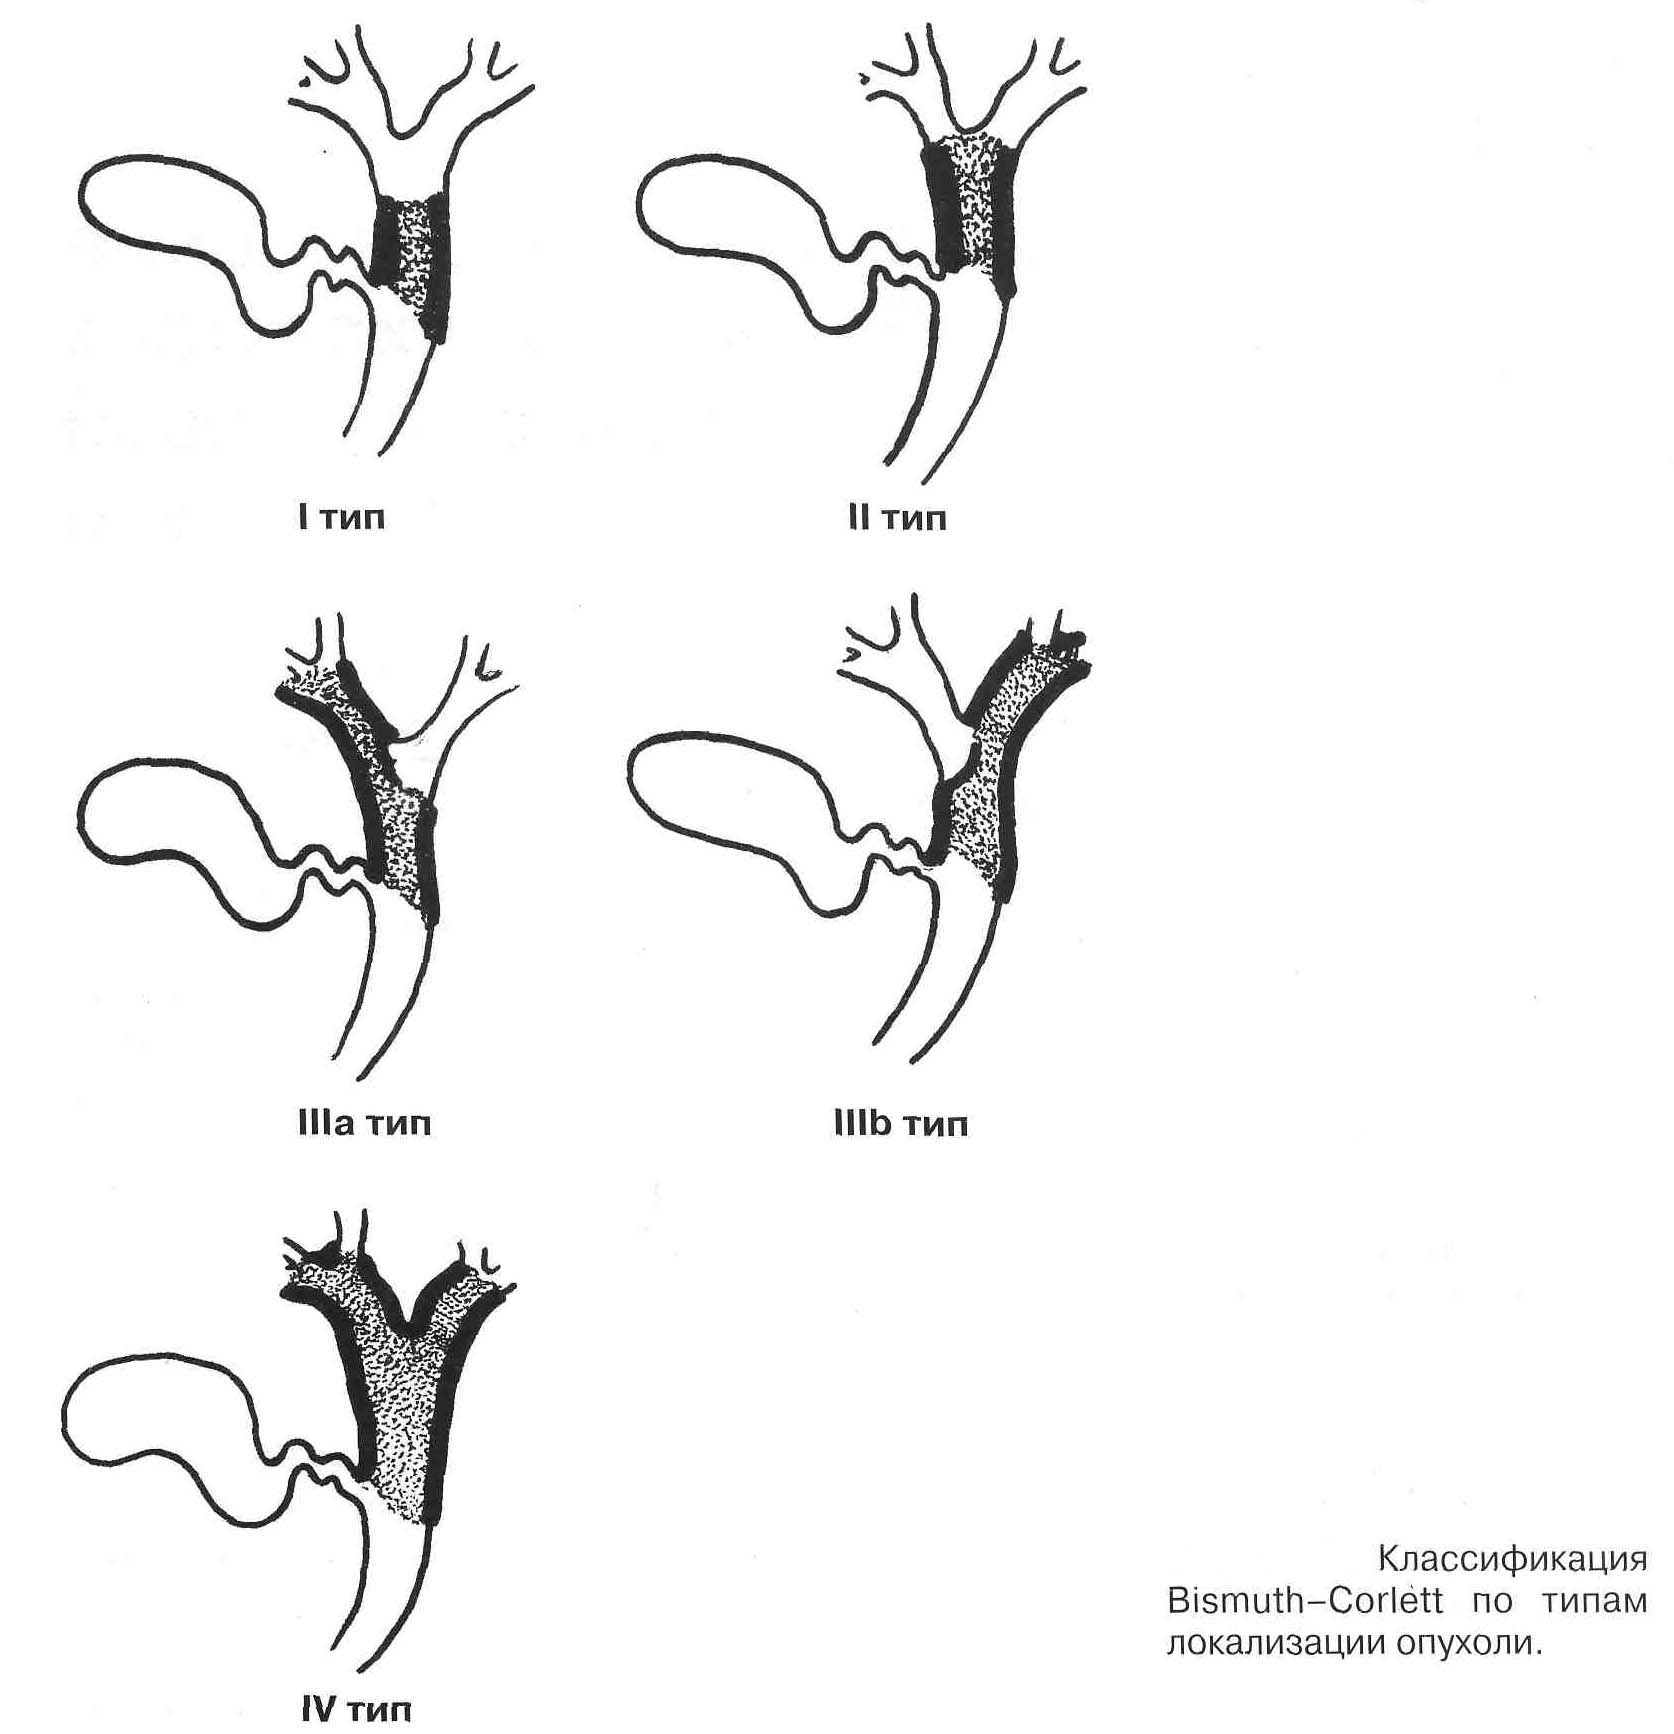 I тип
II тип
IIIa тип
IIIb тип
IV тип
Классификация
Bismuth–Corlett по типам
локализации опухоли.